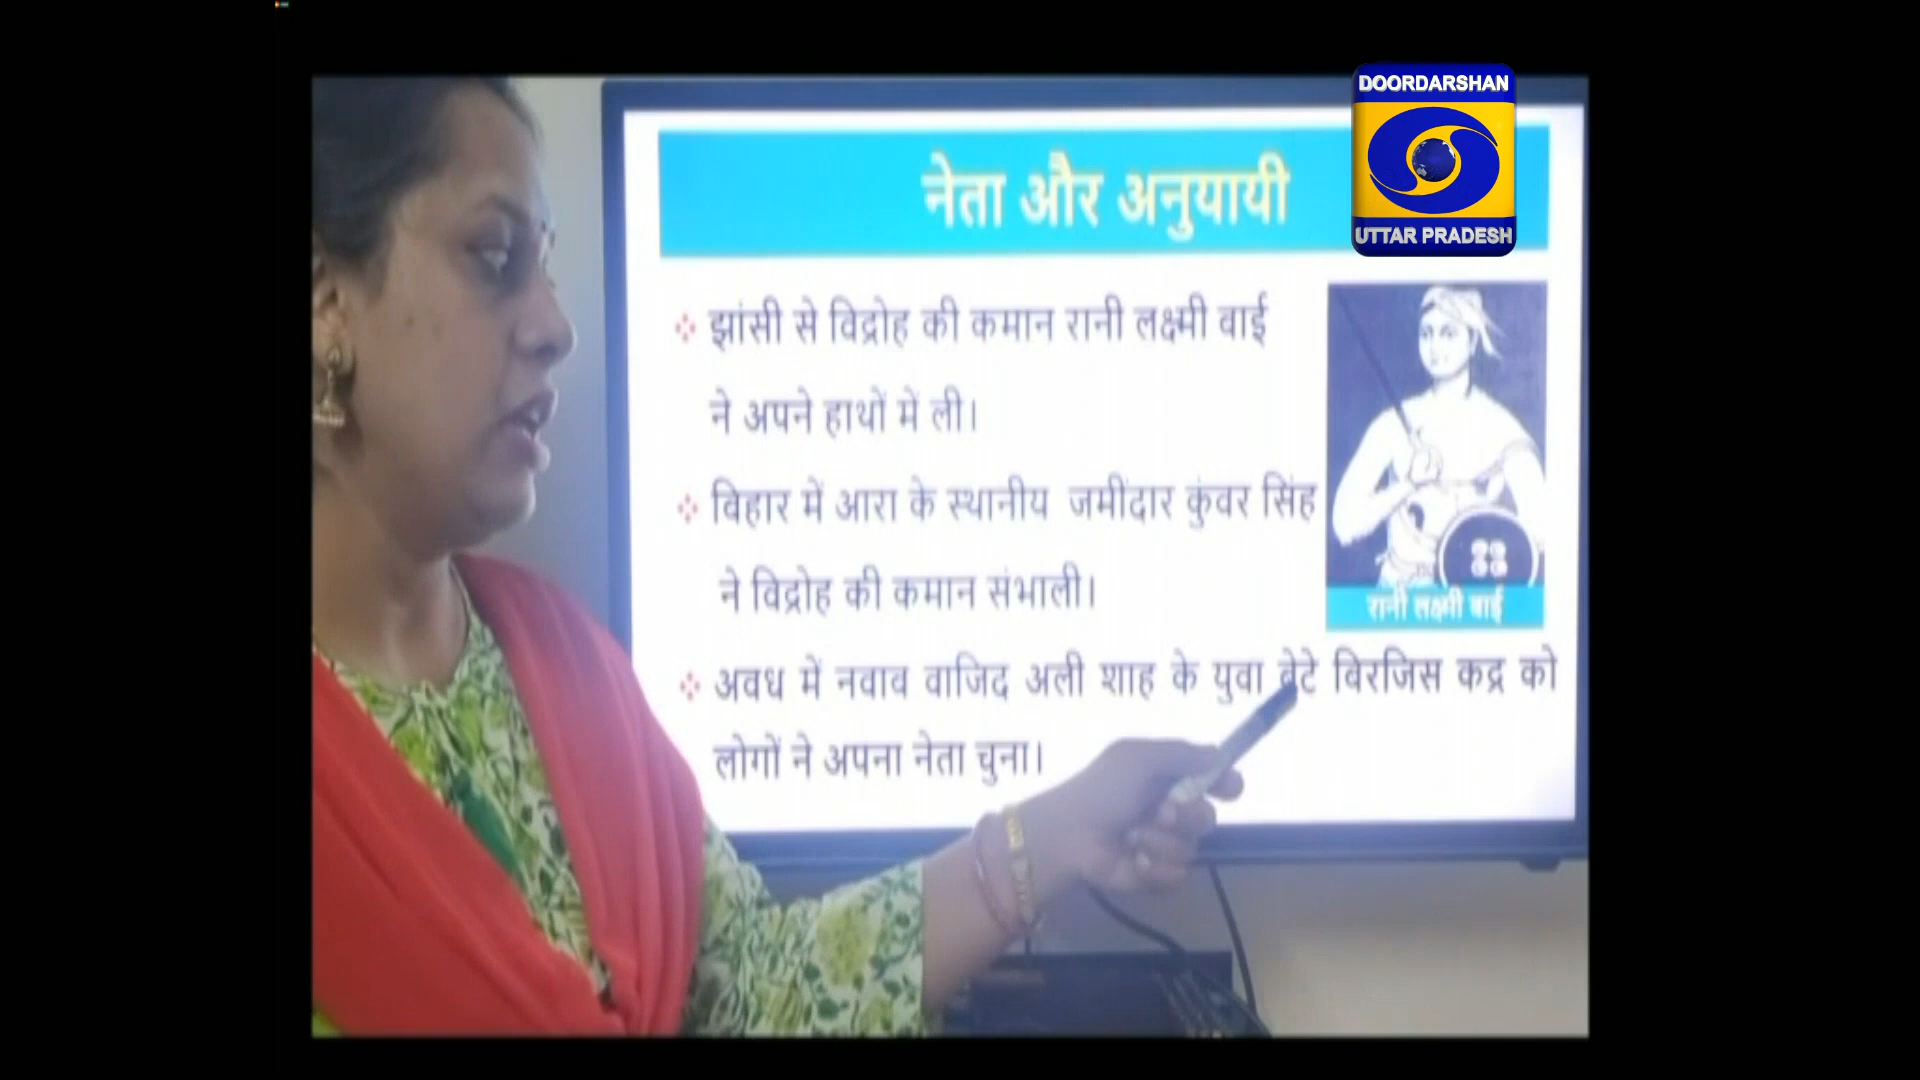 DOORDARSHAN
UTTAR PRADESH
नेता और अनुयायी
झांसी से विद्रोह की कमान रानी लक्ष्मी बाई
ने अपने हाथों में ली।
बिहार में आरा के स्थानीय जमींदार कुंवर सिंह
ने विद्रोह की कमान संभाली।
रानी लक्ष्मी बाई
अवध में नवाब वाजिद अली शाह के युवा बेटे बिरजिस कद्र को
लोगों ने अपना नेता चुना।